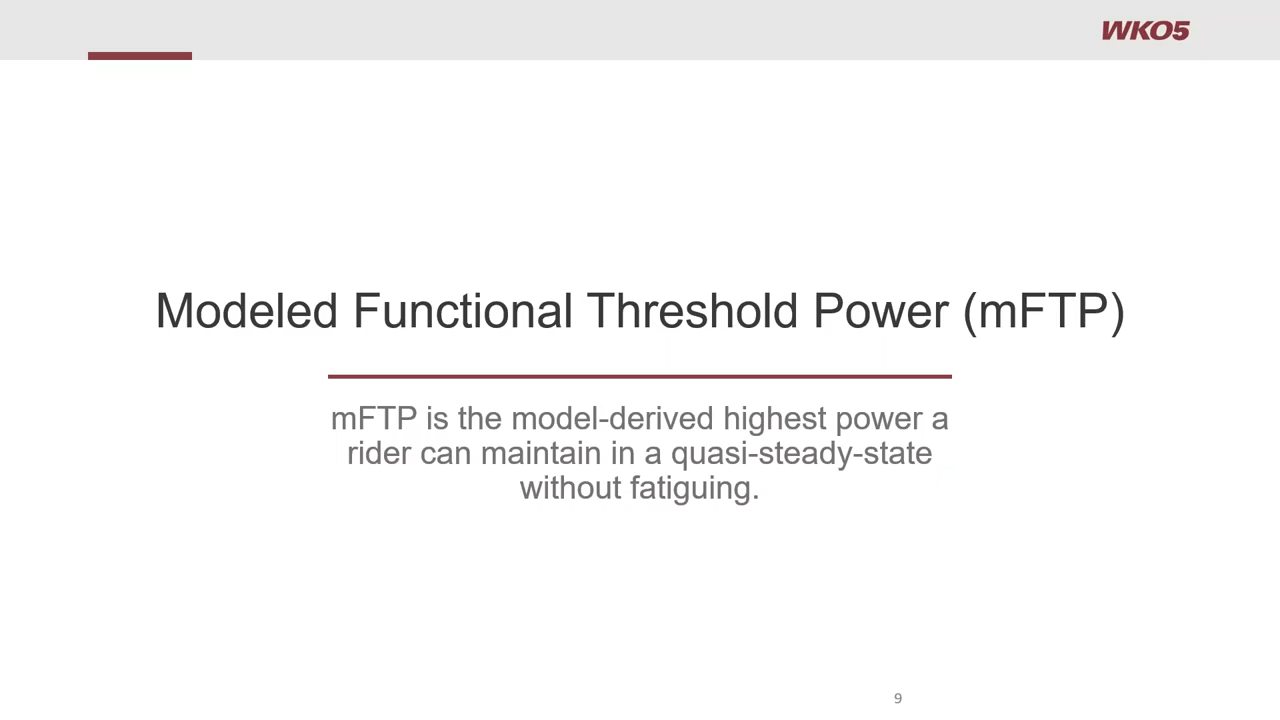 WKO5
Modeled Functional Threshold Power (mFTP)
mFTP is the model-derived highest power a
rider can maintain in a quasi-steady-state
without fatiguing.
9